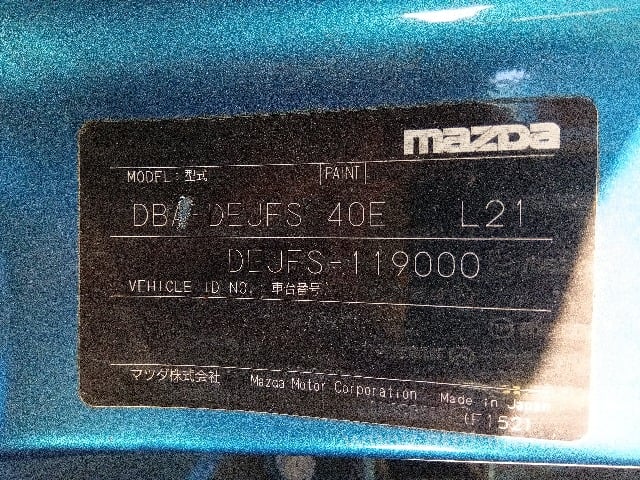 mazda
MODEL : 型式 PAINT
DBA-DEJFS 40E L21
DEJFS-119000
VEHICLE ID NO. : 車台番号
マツダ株式会社 Mazda Motor Corporation Made in Japan
(F152)